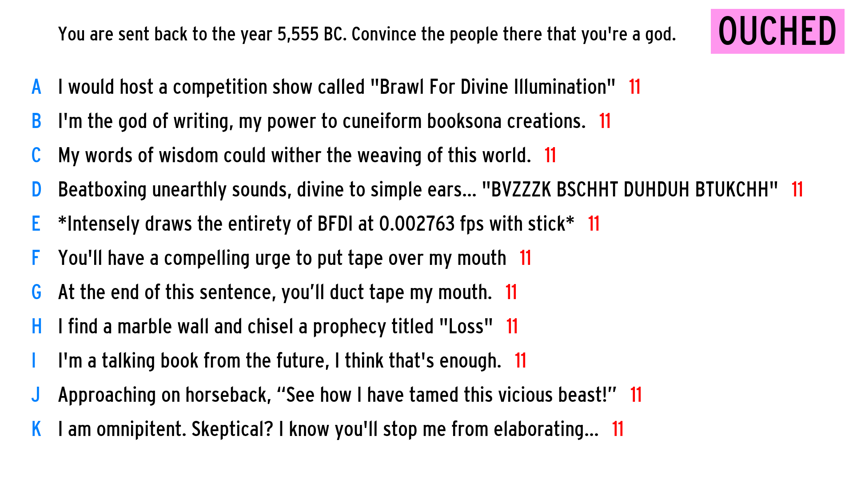 You are sent back to the year 5,555 BC. Convince the people there that you're a god.
OUCHED
A I would host a competition show called "Brawl For Divine Illumination" 11
B I'm the god of writing, my power to cuneiform booksona creations. 11
C My words of wisdom could wither the weaving of this world. 11
D Beatboxing unearthly sounds, divine to simple ears... "BVZZZK BSCHHT DUHDUH BTUKCHH" 11
E *Intensely draws the entirety of BFDI at 0.002763 fps with stick* 11
F You'll have a compelling urge to put tape over my mouth 11
G At the end of this sentence, you’ll duct tape my mouth. 11
H I find a marble wall and chisel a prophecy titled "Loss" 11
I I'm a talking book from the future, I think that's enough. 11
J Approaching on horseback, “See how I have tamed this vicious beast!” 11
K I am omnipitent. Skeptical? I know you'll stop me from elaborating... 11